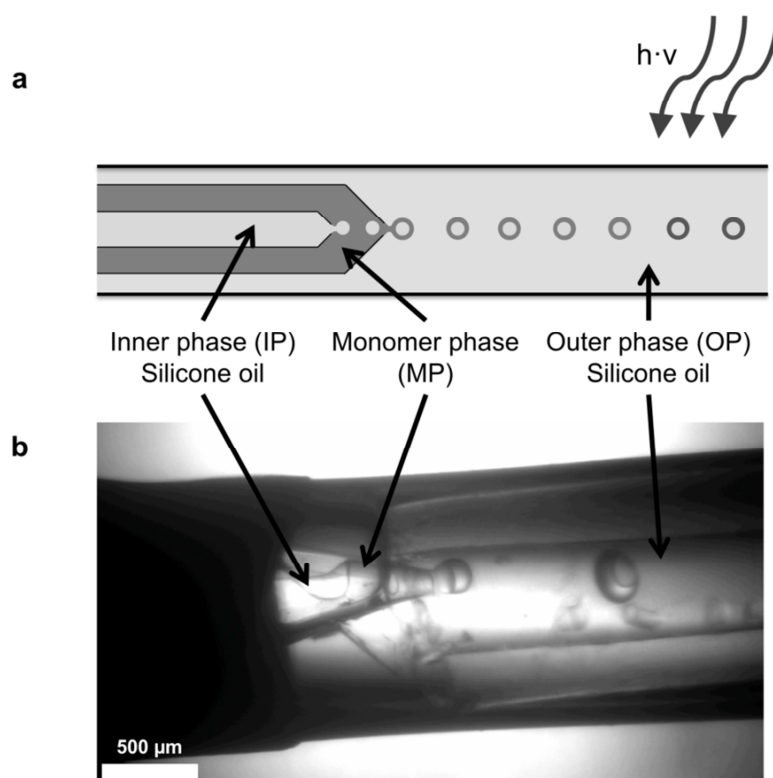 a
h·ν
Inner phase (IP)
Silicone oil
Monomer phase
(MP)
Outer phase (OP)
Silicone oil
b
500 µm